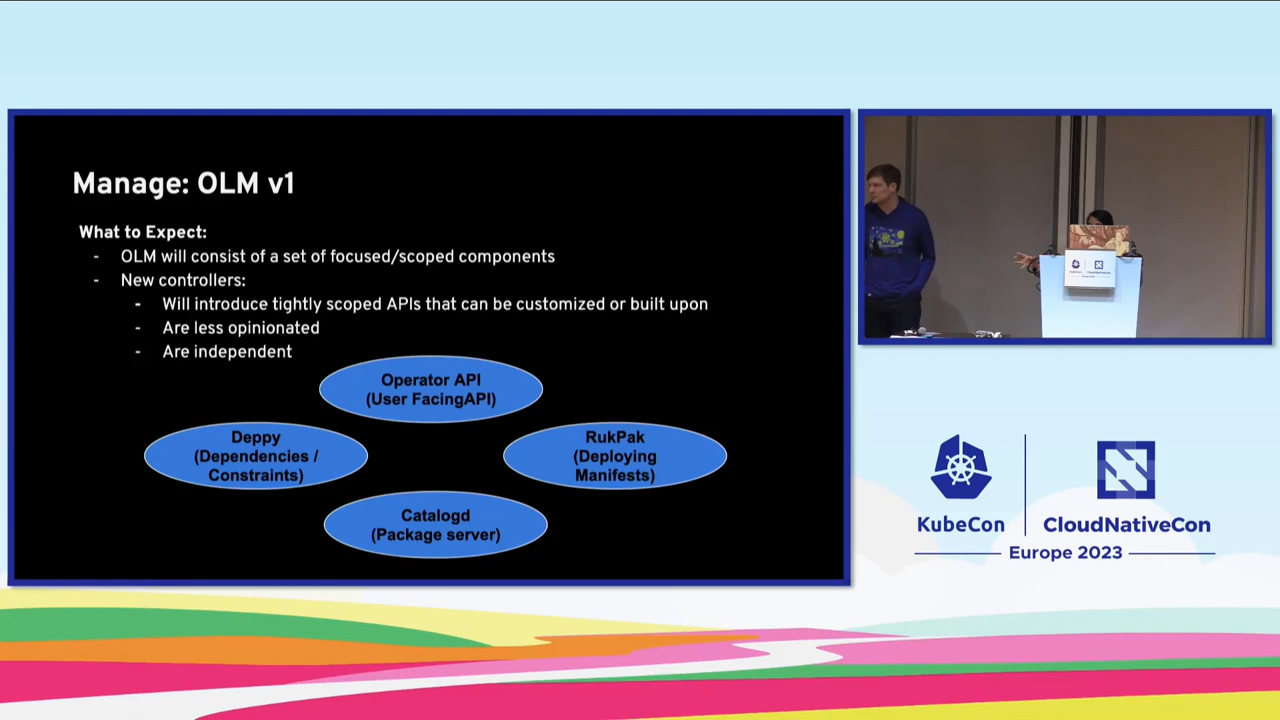 Manage: OLM v1
What to Expect:
- OLM will consist of a set of focused/scoped components
- New controllers:
- Will introduce tightly scoped APIs that can be customized or built upon
- Are less opinionated
- Are independent
Operator API
(User FacingAPI)
Deppy
(Dependencies /
Constraints)
RukPak
(Deploying
Manifests)
Catalogd
(Package server)
KubeCon
CloudNativeCon
Europe 2023